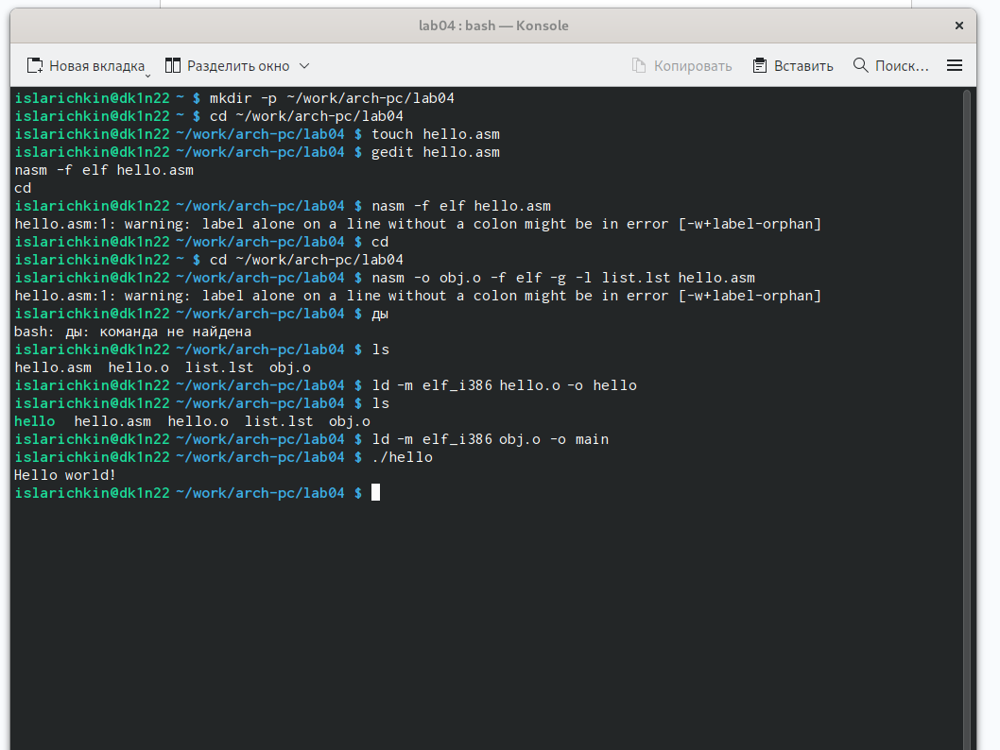 lab04 : bash — Konsole
Новая вкладка Разделить окно Копировать Вставить Поиск...
islarichkin@dk1n22 ~ $ mkdir -p ~/work/arch-pc/lab04
islarichkin@dk1n22 ~ $ cd ~/work/arch-pc/lab04
islarichkin@dk1n22 ~/work/arch-pc/lab04 $ touch hello.asm
islarichkin@dk1n22 ~/work/arch-pc/lab04 $ gedit hello.asm
nasm -f elf hello.asm
cd
islarichkin@dk1n22 ~/work/arch-pc/lab04 $ nasm -f elf hello.asm
hello.asm:1: warning: label alone on a line without a colon might be in error [-w+label-orphan]
islarichkin@dk1n22 ~/work/arch-pc/lab04 $ cd
islarichkin@dk1n22 ~ $ cd ~/work/arch-pc/lab04
islarichkin@dk1n22 ~/work/arch-pc/lab04 $ nasm -o obj.o -f elf -g -l list.lst hello.asm
hello.asm:1: warning: label alone on a line without a colon might be in error [-w+label-orphan]
islarichkin@dk1n22 ~/work/arch-pc/lab04 $ ды
bash: ды: команда не найдена
islarichkin@dk1n22 ~/work/arch-pc/lab04 $ ls
hello.asm hello.o list.lst obj.o
islarichkin@dk1n22 ~/work/arch-pc/lab04 $ ld -m elf_i386 hello.o -o hello
islarichkin@dk1n22 ~/work/arch-pc/lab04 $ ls
hello hello.asm hello.o list.lst obj.o
islarichkin@dk1n22 ~/work/arch-pc/lab04 $ ld -m elf_i386 obj.o -o main
islarichkin@dk1n22 ~/work/arch-pc/lab04 $ ./hello
Hello world!
islarichkin@dk1n22 ~/work/arch-pc/lab04 $